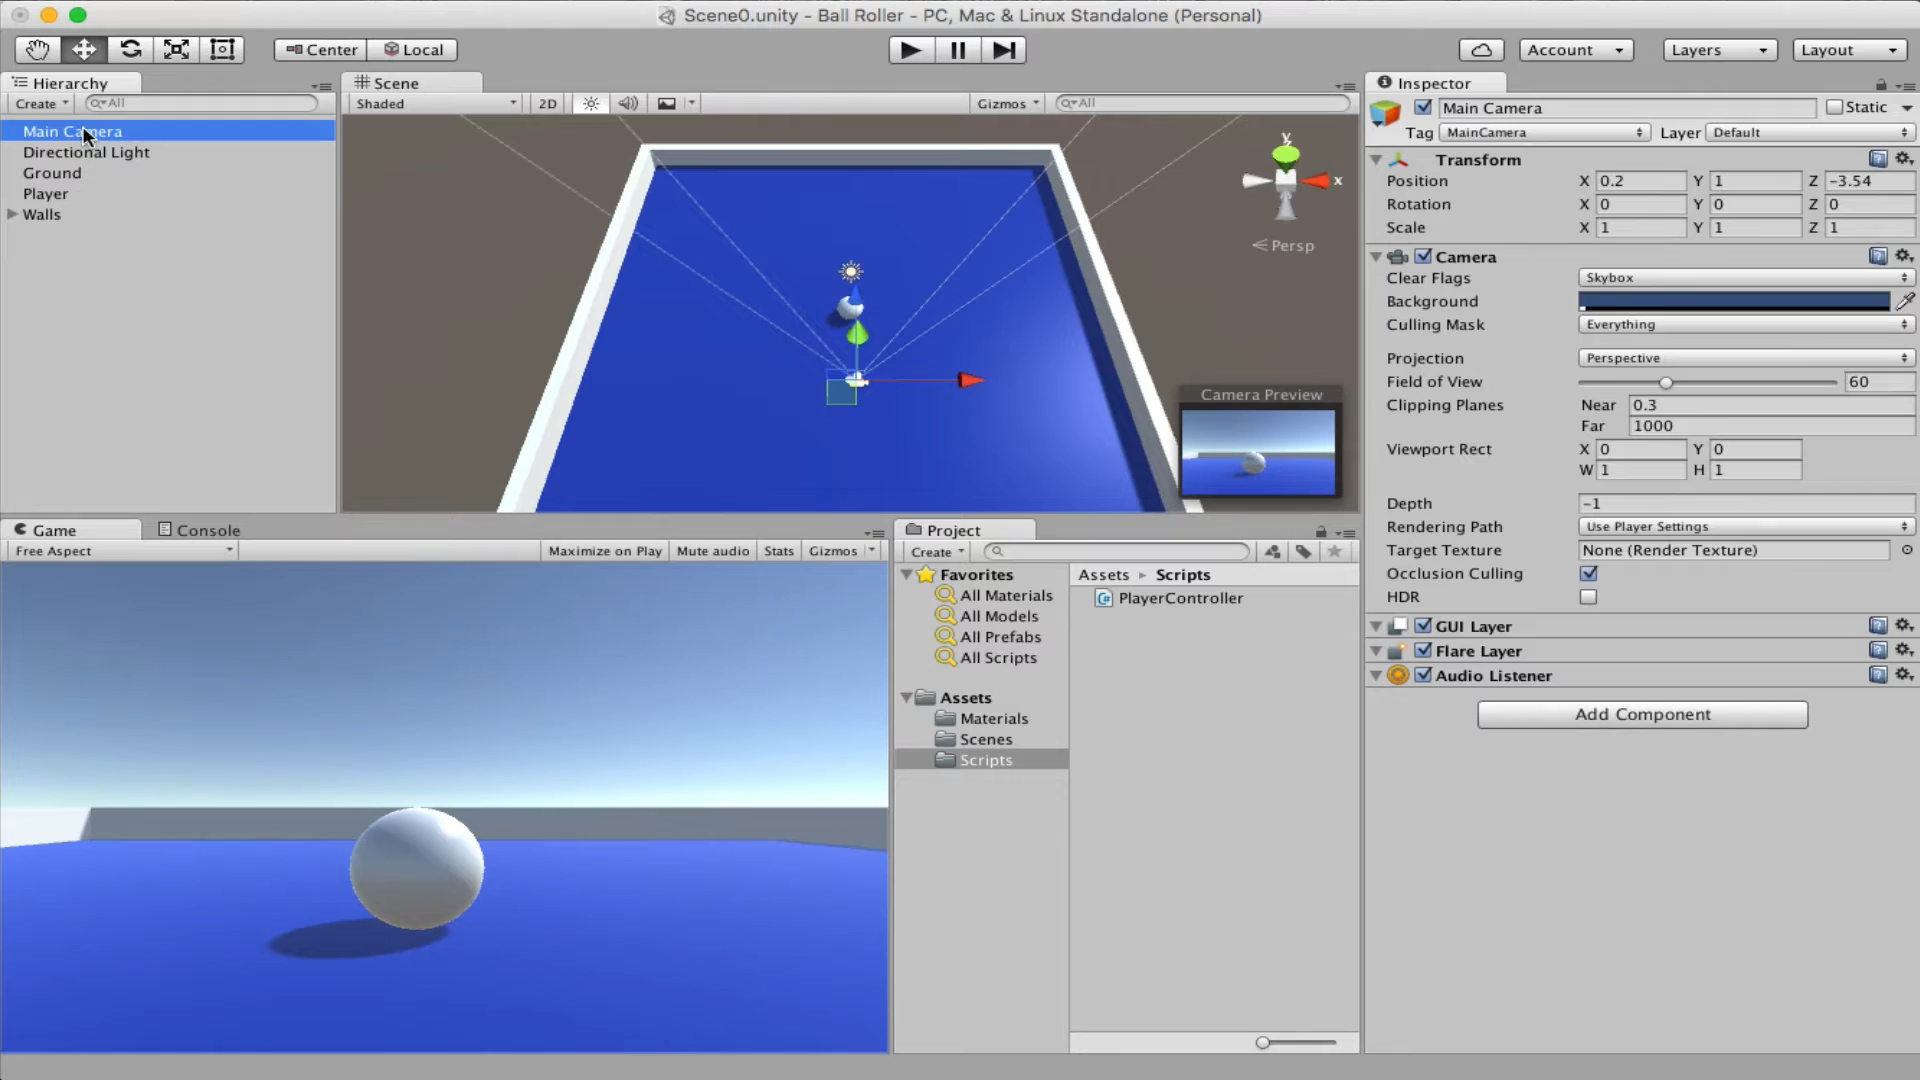 Scene0.unity - Ball Roller - PC, Mac & Linux Standalone (Personal)
Center Local Account Layers Layout
Hierarchy
Create All
Main Camera
Directional Light
Ground
Player
Walls
Scene
Shaded 2D Gizmos All
y
x
Persp
Camera Preview
Game Console
Free Aspect Maximize on Play Mute audio Stats Gizmos
Project
Create
Favorites
All Materials
All Models
All Prefabs
All Scripts
Assets
Materials
Scenes
Scripts
Assets Scripts
PlayerController
Inspector
Main Camera Static
Tag MainCamera Layer Default
Transform
Position X 0.2 Y 1 Z -3.54
Rotation X 0 Y 0 Z 0
Scale X 1 Y 1 Z 1
Camera
Clear Flags Skybox
Background
Culling Mask Everything
Projection Perspective
Field of View 60
Clipping Planes Near 0.3
Far 1000
Viewport Rect X 0 Y 0
W 1 H 1
Depth -1
Rendering Path Use Player Settings
Target Texture None (Render Texture)
Occlusion Culling
HDR
GUI Layer
Flare Layer
Audio Listener
Add Component